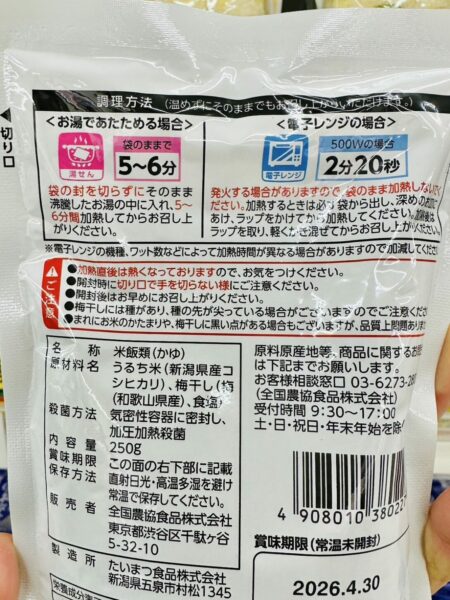 調理方法 (温めずにそのままでもお召し上がりいただけます。)
切り口
<お湯であたためる場合>
湯せん
袋のままで
5~6分
袋の封を切らずにそのまま
沸騰したお湯の中に入れ、5~
6分間加熱してからお召し上
がりください。
<電子レンジの場合>
電子レンジ
500Wの場合
2分20秒
発火する場合がありますので、袋のまま加熱しないでく
ださい。加熱するときは必ず袋から出し、深めの
あけ、ラップをかけてから加熱してください。加熱後は
ラップを取り、軽くかき混ぜてからお召し上がりください。
※電子レンジの機種、ワット数などによって加熱時間が異なる場合がありますので加減してください
ご注意
●加熱直後は熱くなっておりますので、お気をつけください。
●開封時に切り口で手を切らない様にご注意ください。
●開封後はお早めにお召し上がりください。
●梅干しには種があり、種の先が尖っている場合がございますのでご注意くだ
●まれにお米のかたまりや、梅干しに黒い点がある場合もございますが、品質上問題あり
名称 米飯類(かゆ)
原材料名 うるち米(新潟県産コ
シヒカリ)、梅干し(梅
(和歌山県産)、食塩)
殺菌方法 気密性容器に密封し、
加圧加熱殺菌
内容量 250g
賞味期限 この面の右下部に記載
保存方法 直射日光・高温多湿を避け
常温で保存してください。
販売者 全国農協食品株式会社
東京都渋谷区千駄ヶ谷
5-32-10
製造所 たいまつ食品株式会社
新潟県五泉市村松1345
栄養成分表
原料原産地等、商品に関するお問
は下記までお願いします。
お客様相談窓口 03-6273-28
(全国農協食品株式会社)
受付時間 9:30~17:00
土・日・祝日・年末年始を除
4 908010 38022
賞味期限(常温未開封)
2026.4.30